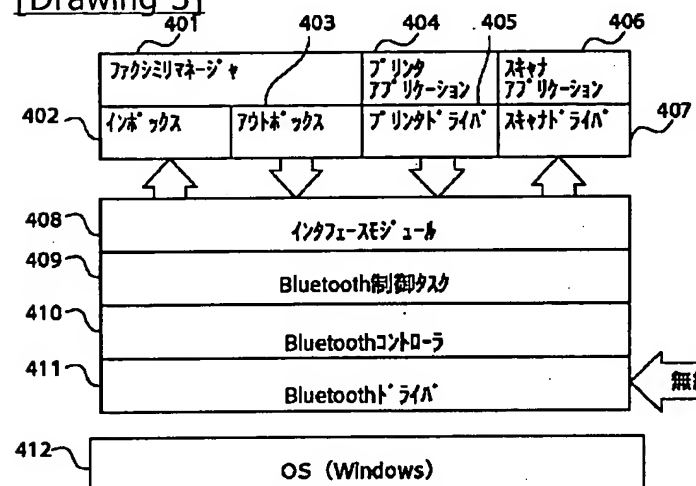 [Drawing 3]
401 403 404 405 406
ファクシミリマネージャ
プリンタ
アプリケーション
スキャナ
アプリケーション
402
インボックス
アウトボックス
プリンタドライバ
スキャナドライバ
407
408
インタフェースモジュール
409
Bluetooth制御タスク
410
Bluetoothコントローラ
411
Bluetoothドライバ
412
OS (Windows)